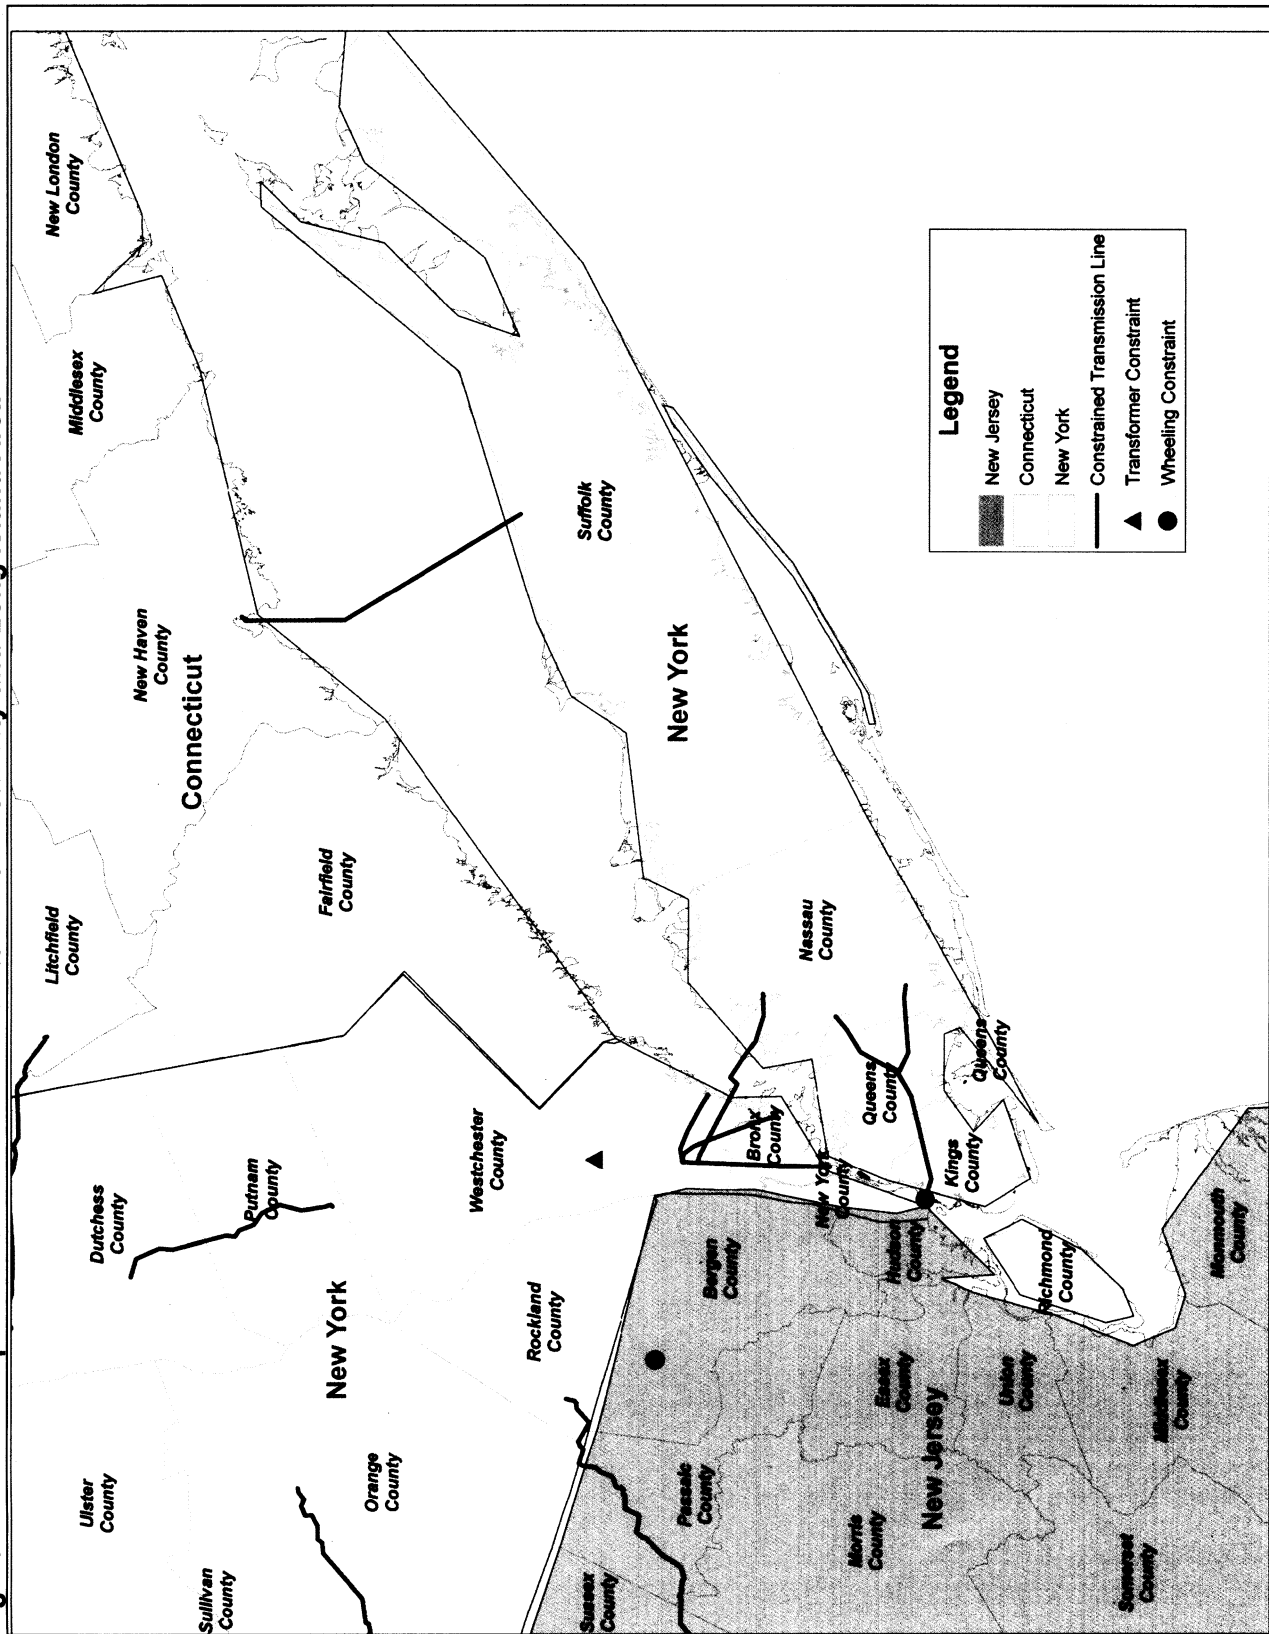 New London
County
Middlesex
County
New Haven
County
Connecticut
Litchfield
County
Fairfield
County
Suffolk
County
New York
Nassau
County
Dutchess
County
Putnam
County
Westchester
County
Bronx
County
Queens
County
Queens
County
Kings
County
New York
County
Richmond
County
Ulster
County
Sullivan
County
Orange
County
New York
Rockland
County
Bergen
County
Hudson
County
Passaic
County
Essex
County
Union
County
New Jersey
Morris
County
Sussex
County
Somerset
County
Middlesex
County
Monmouth
County
Legend
New Jersey
Connecticut
New York
Constrained Transmission Line
Transformer Constraint
Wheeling Constraint